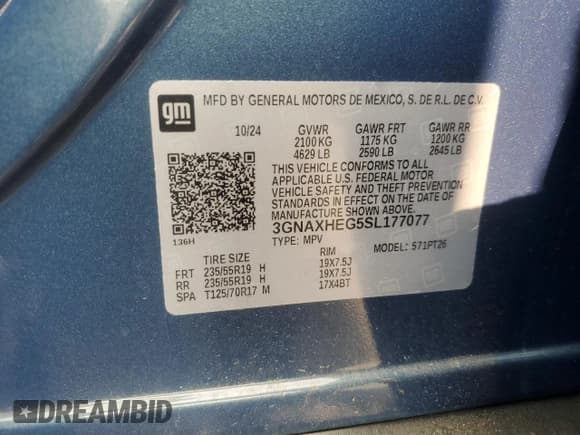 gm
MFD BY GENERAL MOTORS DE MEXICO, S. DE R.L. DE C.V.
10/24 GVWR GAWR FRT GAWR RR
2100 KG 1175 KG 1200 KG
4629 LB 2590 LB 2645 LB
THIS VEHICLE CONFORMS TO ALL
APPLICABLE U.S. FEDERAL MOTOR
VEHICLE SAFETY AND THEFT PREVENTION
STANDARDS IN EFFECT ON THE DATE OF
MANUFACTURE SHOWN ABOVE.
3GNAXHEG5SL177077
136H
TYPE: MPV MODEL: 571PT26
TIRE SIZE RIM
FRT 235/55R19 H 19X7.5J
RR 235/55R19 H 19X7.5J
SPA T125/70R17 M 17X4BT
DREAMBID